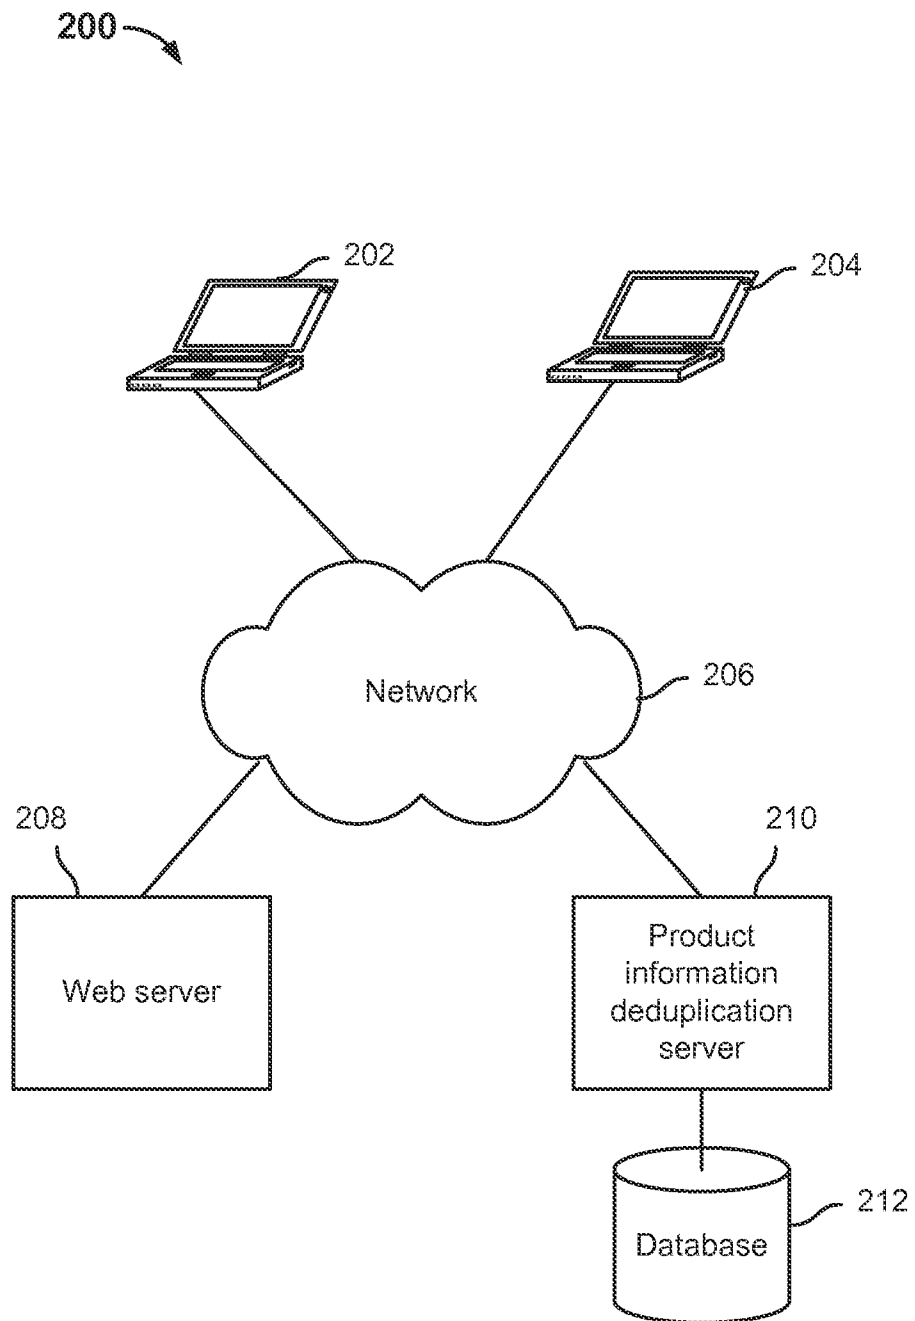 200
202
204
Network
206
208
210
Web server
Product
information
deduplication
server
Database
212